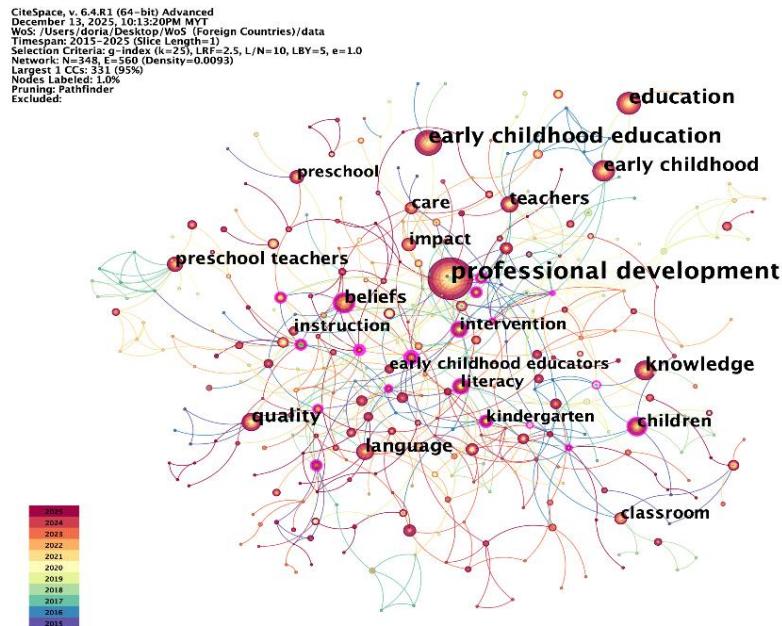 CiteSpace, v. 6.4.R1 (64-bit) Advanced
December 13, 2025, 10:13:20PM MYT
WoS: /Users/doria/Desktop/WoS (Foreign Countries)/data
Timespan: 2015-2025 (Slice Length=1)
Selection Criteria: g-index (k=25), LRF=2.5, L/N=10, LBY=5, e=1.0
Network: N=348, E=560 (Density=0.0093)
Largest 1 CCs: 331 (95%)
Nodes Labeled: 1.0%
Pruning: Pathfinder
Excluded:
education
early childhood education
early childhood
preschool
care
teachers
impact
preschool teachers
professional development
beliefs
instruction
intervention
early childhood educators
knowledge
literacy
quality
kindergarten
children
language
classroom
2025
2024
2023
2022
2021
2020
2019
2018
2017
2016
2015